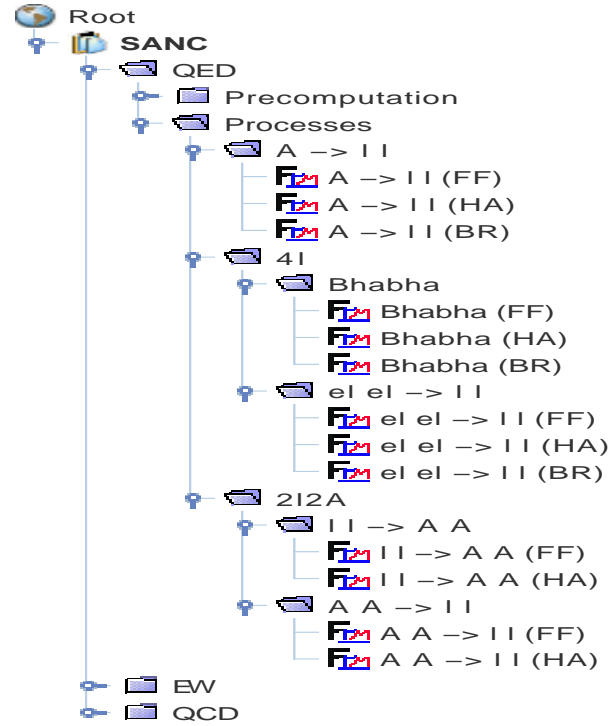 Root
SANC
QED
Precomputation
Processes
A –> l l
A –> l l (FF)
A –> l l (HA)
A –> l l (BR)
4l
Bhabha
Bhabha (FF)
Bhabha (HA)
Bhabha (BR)
el el –> l l
el el –> l l (FF)
el el –> l l (HA)
el el –> l l (BR)
2l2A
l l –> A A
l l –> A A (FF)
l l –> A A (HA)
A A –> l l
A A –> l l (FF)
A A –> l l (HA)
EW
QCD